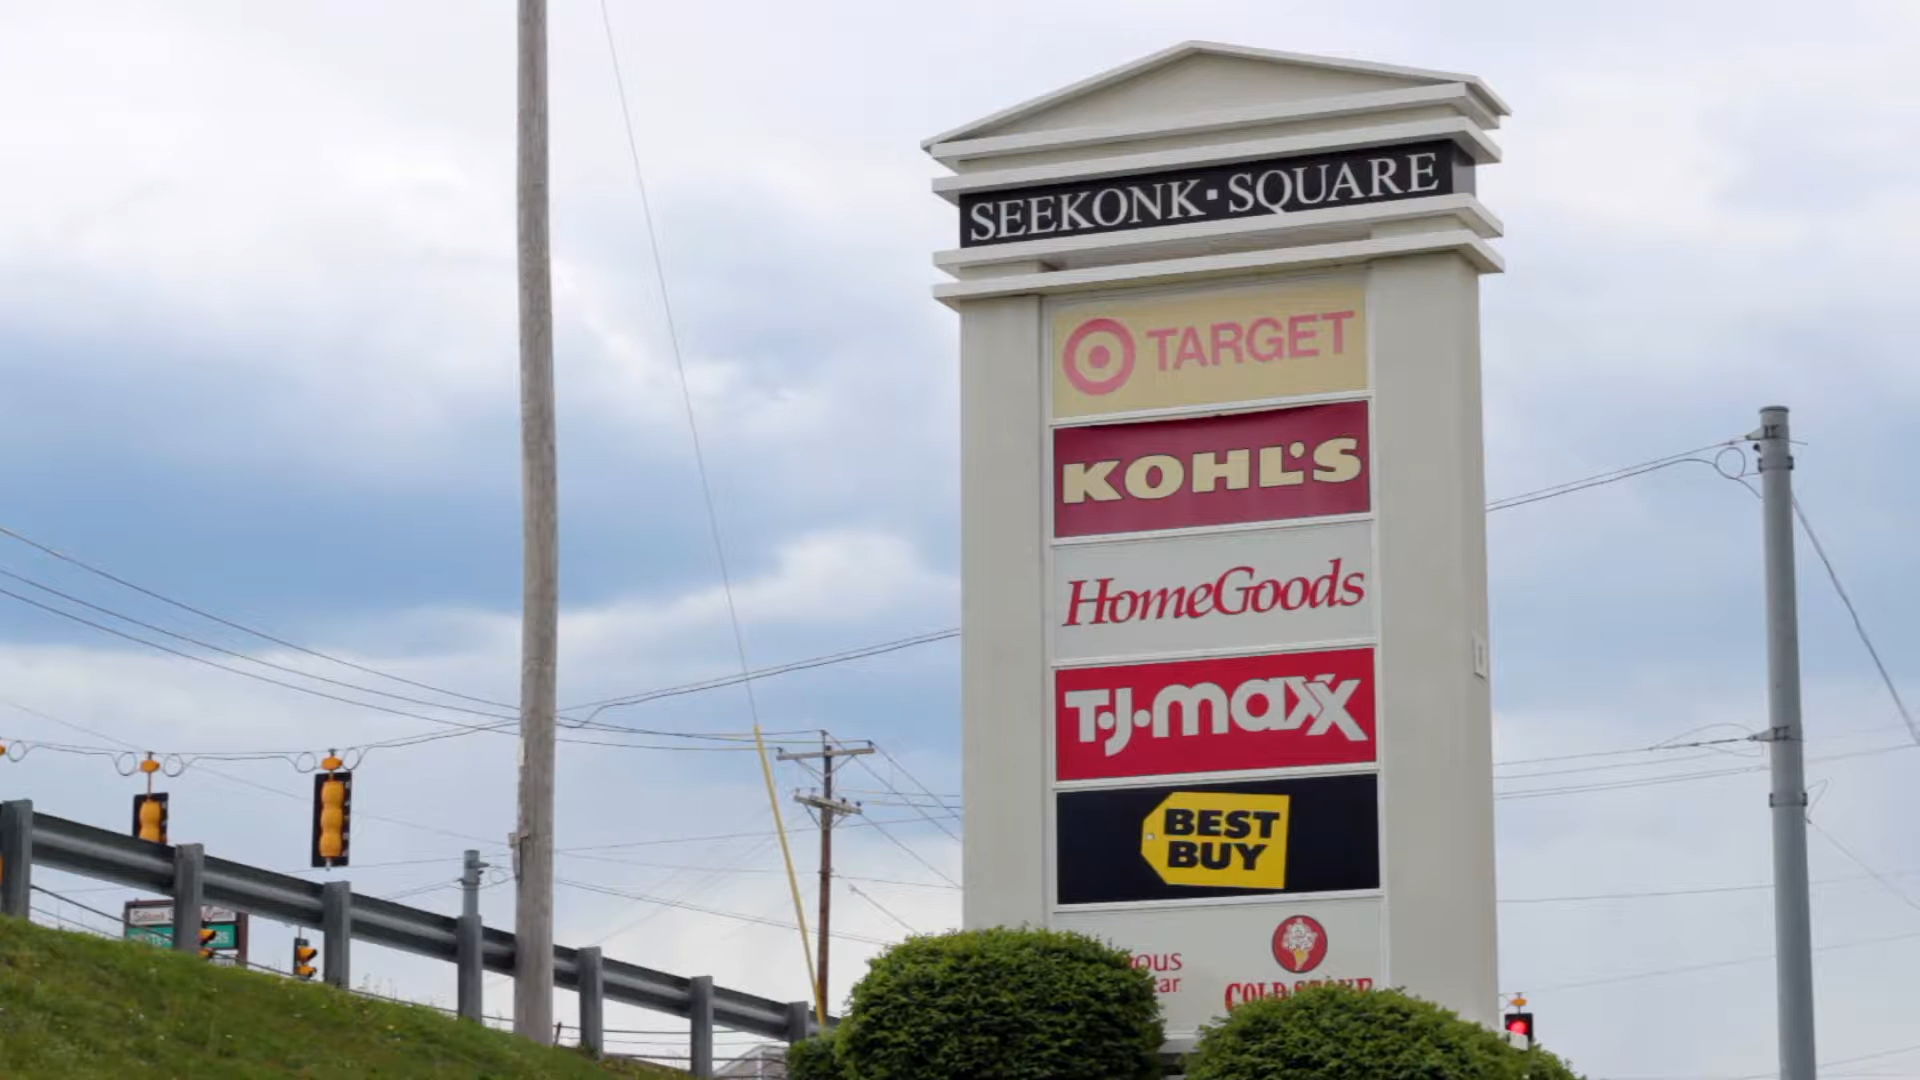 SEEKONK▪SQUARE
TARGET
KOHL'S
HomeGoods
T•J•maxx
BEST
BUY
COLD STONE